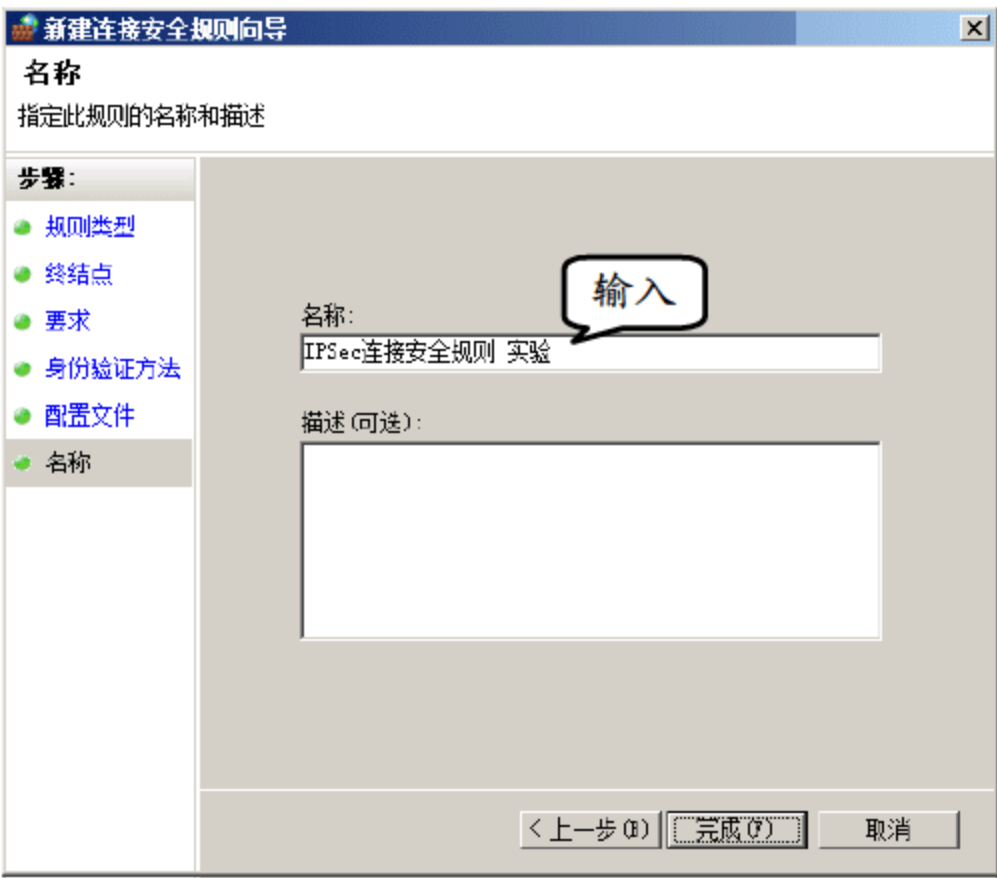 新建连接安全规则向导
名称
指定此规则的名称和描述
步骤:
规则类型
终结点
要求
身份验证方法
配置文件
名称
输入
名称:
IPSec连接安全规则 实验
描述(可选):
<上一步(B)
完成(F)
取消